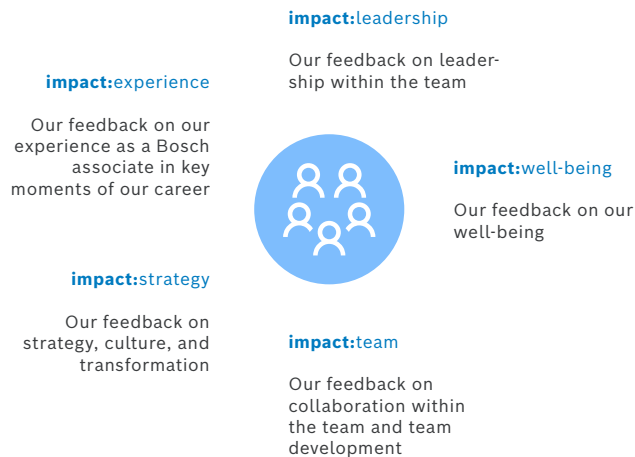 impact:leadership
Our feedback on leader-
ship within the team
impact:experience
Our feedback on our
experience as a Bosch
associate in key
moments of our career
impact:well-being
Our feedback on our
well-being
impact:strategy
Our feedback on
strategy, culture, and
transformation
impact:team
Our feedback on
collaboration within
the team and team
development